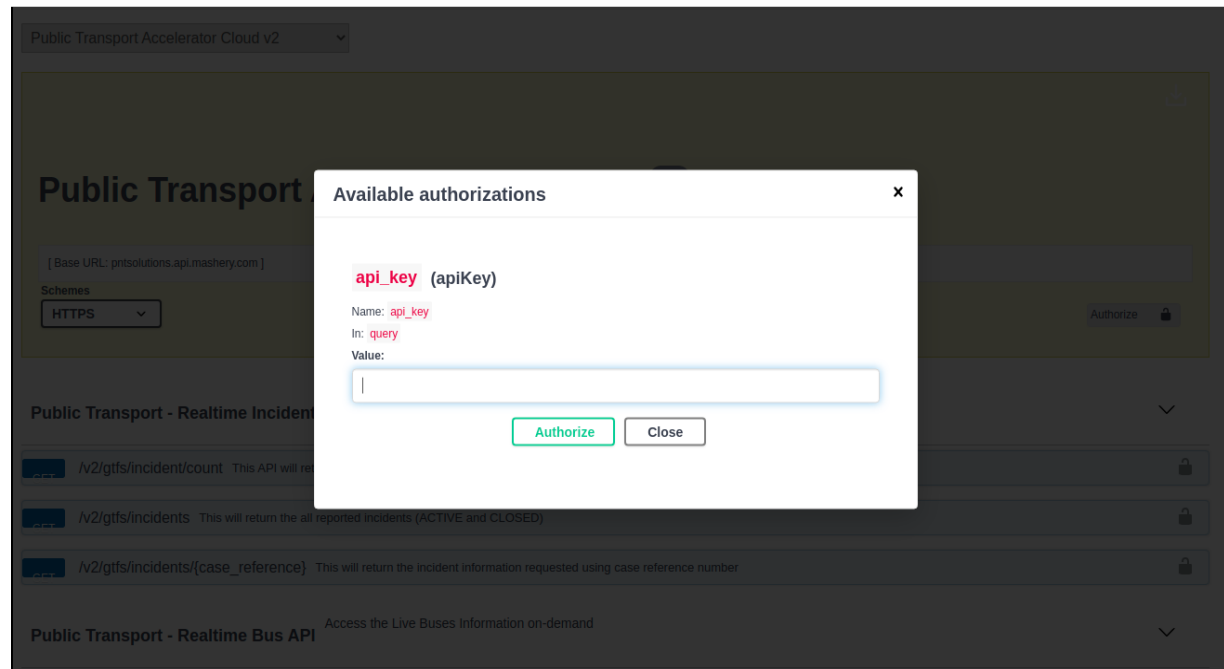 Public Transport Accelerator Cloud v2
Public Transport
Available authorizations
x
[ Base URL: pntsolutions.api.mashery.com ]
api_key (apiKey)
Schemes
HTTPS
Name: api_key
Authorize
In: query
Value:
Authorize
Close
Public Transport - Realtime Incident
/v2/gtfs/incident/count This API will
/v2/gtfs/incidents This will return the all reported incidents (ACTIVE and CLOSED)
/v2/gtfs/incidents/{case_reference} This will return the incident information requested using case reference number
Public Transport - Realtime Bus API Access the Live Buses Information on-demand